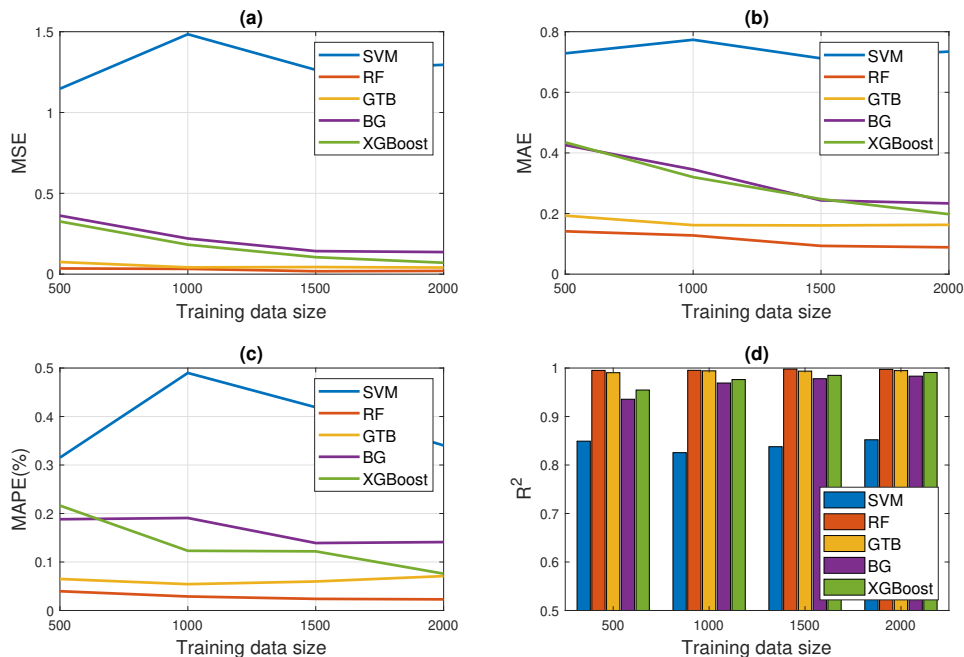 (a)
1.5
1
0.5
0
MSE
500 1000 1500 2000
Training data size
SVM
RF
GTB
BG
XGBoost
(b)
0.8
0.6
0.4
0.2
0
MAE
500 1000 1500 2000
Training data size
SVM
RF
GTB
BG
XGBoost
(c)
0.5
0.4
0.3
0.2
0.1
0
MAPE(%)
500 1000 1500 2000
Training data size
SVM
RF
GTB
BG
XGBoost
(d)
1
0.9
0.8
0.7
0.6
0.5
R²
500 1000 1500 2000
Training data size
SVM
RF
GTB
BG
XGBoost